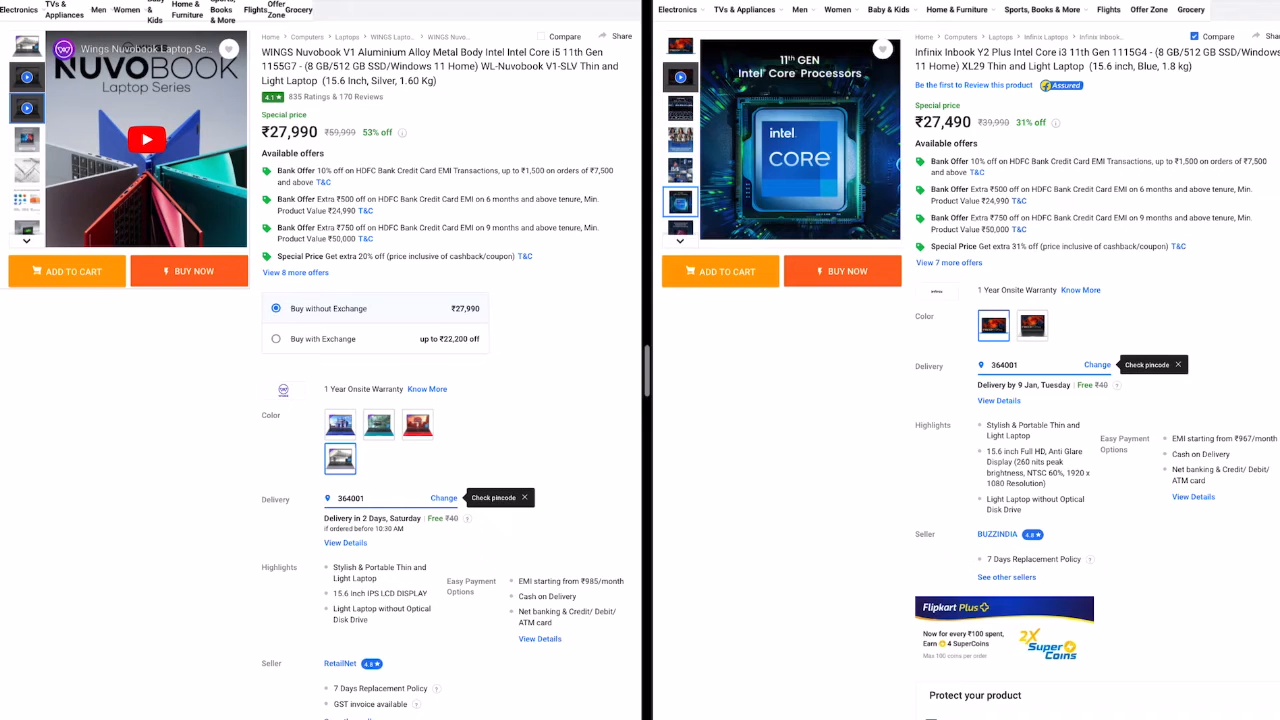 Electronics
TVs & Appliances
Men
Women
Baby & Kids
Home & Furniture
Sports, Books & More
Flights
Offer Zone
Grocery
Home > Computers > Laptops > WINGS Lapto.. > WINGS Nuvo...
Compare
Share
WINGS Nuvobook V1 Aluminium Alloy Metal Body Intel Intel Core i5 11th Gen
1155G7 - (8 GB/512 GB SSD/Windows 11 Home) WL-Nuvobook V1-SLV Thin and
Light Laptop (15.6 Inch, Silver, 1.60 Kg)
4.1★ 835 Ratings & 170 Reviews
Special price
₹27,990 ₹59,999 53% off
Available offers
Bank Offer 10% off on HDFC Bank Credit Card EMI Transactions, up to ₹1,500 on orders of ₹7,500
and above T&C
Bank Offer Extra ₹500 off on HDFC Bank Credit Card EMI on 6 months and above tenure, Min.
Product Value ₹24,990 T&C
Bank Offer Extra ₹750 off on HDFC Bank Credit Card EMI on 9 months and above tenure, Min.
Product Value ₹50,000 T&C
Special Price Get extra 20% off (price inclusive of cashback/coupon) T&C
View 8 more offers
Wings Nuvobook Laptop Se...
NUVOBOOK
Laptop Series
ADD TO CART
BUY NOW
Buy without Exchange ₹27,990
Buy with Exchange up to ₹22,200 off
1 Year Onsite Warranty Know More
Color
Delivery
364001 Change
Check pincode
Delivery in 2 Days, Saturday | Free ₹40 ?
if ordered before 10:30 AM
View Details
Highlights
Stylish & Portable Thin and
Light Laptop
15.6 Inch IPS LCD DISPLAY
Light Laptop without Optical
Disk Drive
Easy Payment
Options
EMI starting from ₹985/month
Cash on Delivery
Net banking & Credit/ Debit/
ATM card
View Details
Seller
RetailNet 4.8★
7 Days Replacement Policy ?
GST invoice available ?
Electronics
TVs & Appliances
Men
Women
Baby & Kids
Home & Furniture
Sports, Books & More
Flights
Offer Zone
Grocery
Home > Computers > Laptops > Infinix Laptops > Infinix Inbook..
Compare
Infinix Inbook Y2 Plus Intel Core i3 11th Gen 1115G4 - (8 GB/512 GB SSD/Windows
11 Home) XL29 Thin and Light Laptop (15.6 inch, Blue, 1.8 kg)
Be the first to Review this product Assured
Special price
₹27,490 ₹39,990 31% off
Available offers
Bank Offer 10% off on HDFC Bank Credit Card EMI Transactions, up to ₹1,500 on orders of ₹7,500
and above T&C
Bank Offer Extra ₹500 off on HDFC Bank Credit Card EMI on 6 months and above tenure, Min.
Product Value ₹24,990 T&C
Bank Offer Extra ₹750 off on HDFC Bank Credit Card EMI on 9 months and above tenure, Min.
Product Value ₹50,000 T&C
Special Price Get extra 31% off (price inclusive of cashback/coupon) T&C
View 7 more offers
11th GEN
Intel Core Processors
intel
CORE
ADD TO CART
BUY NOW
Infinix
1 Year Onsite Warranty Know More
Color
Delivery
364001 Change
Check pincode
Delivery by 9 Jan, Tuesday | Free ₹40 ?
View Details
Highlights
Stylish & Portable Thin and
Light Laptop
15.6 inch Full HD, Anti Glare
Display (260 nits peak
brightness, NTSC 60%, 1920 x
1080 Resolution)
Light Laptop without Optical
Disk Drive
Easy Payment
Options
EMI starting from ₹967/month
Cash on Delivery
Net banking & Credit/ Debit/
ATM card
View Details
Seller
BUZZINDIA 4.8★
7 Days Replacement Policy ?
See other sellers
Flipkart Plus
Now for every ₹100 spent,
Earn 4 SuperCoins
Max 100 coins per order
2X
Super
Coins
Protect your product